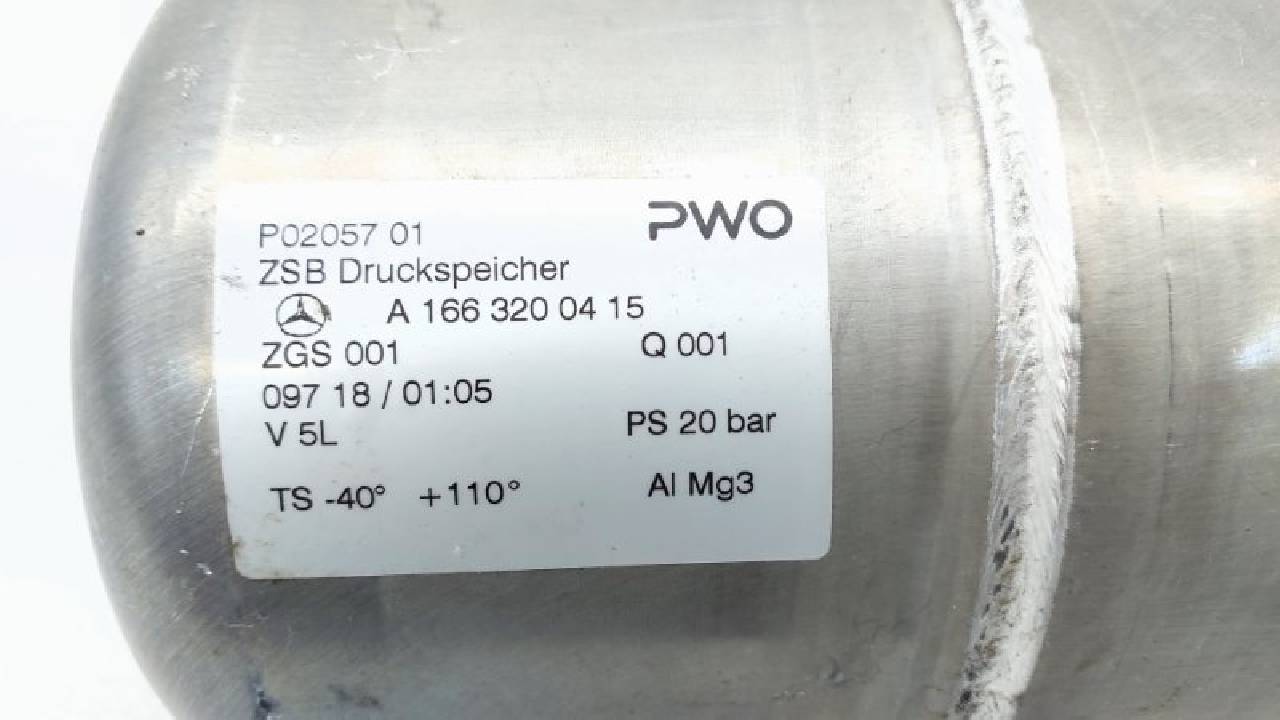 PWO
P02057 01
ZSB Druckspeicher
A 166 320 04 15
ZGS 001 Q 001
097 18 / 01:05
V 5L PS 20 bar
TS -40° +110° Al Mg3